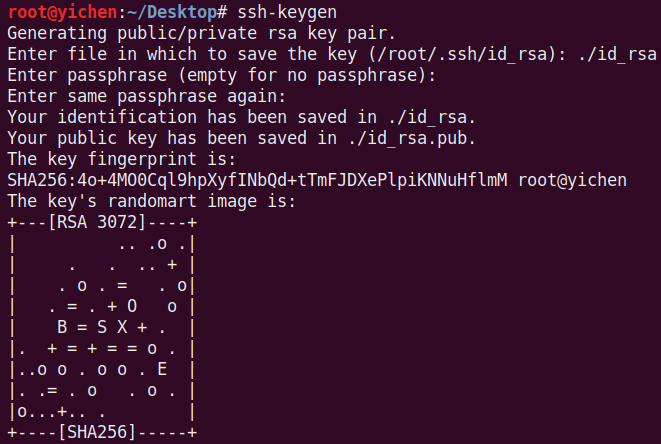 root@yichen:~/Desktop# ssh-keygen
Generating public/private rsa key pair.
Enter file in which to save the key (/root/.ssh/id_rsa): ./id_rsa
Enter passphrase (empty for no passphrase):
Enter same passphrase again:
Your identification has been saved in ./id_rsa.
Your public key has been saved in ./id_rsa.pub.
The key fingerprint is:
SHA256:4o+4MO0Cql9hpXyfINbQd+tTmFJDXePlpiKNNuHflmM root@yichen
The key's randomart image is:
+---[RSA 3072]----+
|          .. .o .|
|     .   .  .. + |
|    . o . =   . o|
|   . = . + O   o |
|    B = S X + .  |
|.  + = + = = o . |
|..o o . o o . E  |
|. .= . o   . o . |
|o...+.. .        |
+----[SHA256]-----+